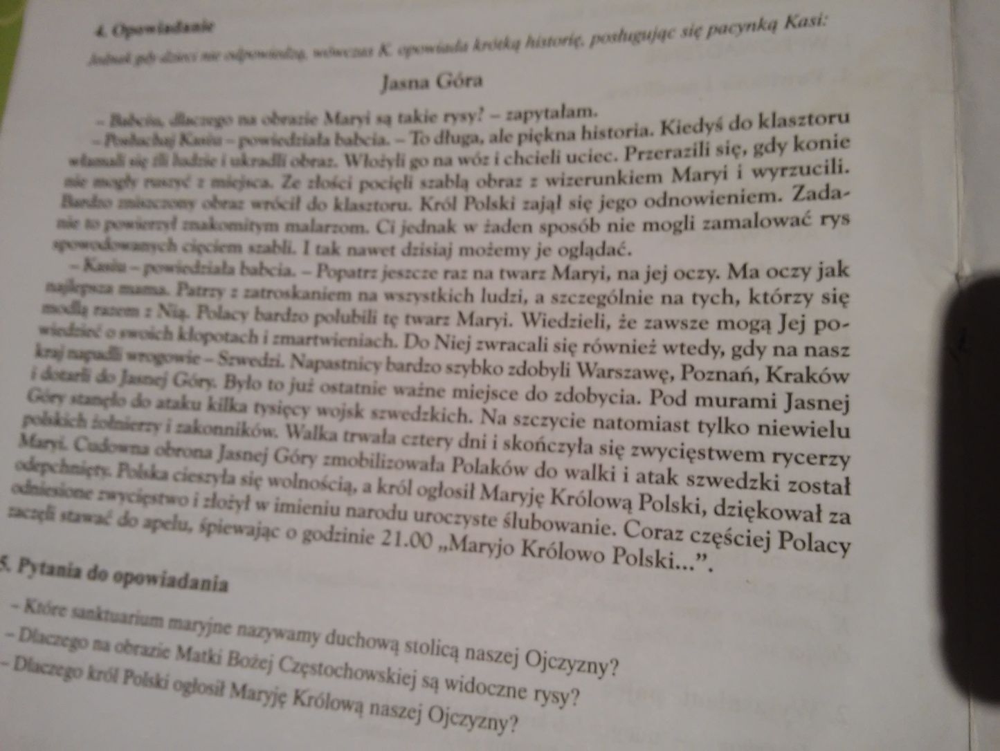 4. Opowiadanie
Jednak gdy dzieci nie odpowiedzą, wówczas K. opowiada krótką historię, posługując się pacynką Kasi:
Jasna Góra
– Babciu, dlaczego na obrazie Maryi są takie rysy? – zapytałam.
– Posłuchaj Kasiu – powiedziała babcia. – To długa, ale piękna historia. Kiedyś do klasztoru
włamali się źli ludzie i ukradli obraz. Włożyli go na wóz i chcieli uciec. Przerazili się, gdy konie
nie mogły ruszyć z miejsca. Ze złości pocięli szablą obraz z wizerunkiem Maryi i wyrzucili.
Bardzo zniszczony obraz wrócił do klasztoru. Król Polski zajął się jego odnowieniem. Zada-
nie to powierzył znakomitym malarzom. Ci jednak w żaden sposób nie mogli zamalować rys
spowodowanych cięciem szabli. I tak nawet dzisiaj możemy je oglądać.
– Kasiu – powiedziała babcia. – Popatrz jeszcze raz na twarz Maryi, na jej oczy. Ma oczy jak
najlepsza mama. Patrzy z zatroskaniem na wszystkich ludzi, a szczególnie na tych, którzy się
modlą razem z Nią. Polacy bardzo polubili tę twarz Maryi. Wiedzieli, że zawsze mogą Jej po-
wiedzieć o swoich kłopotach i zmartwieniach. Do Niej zwracali się również wtedy, gdy na nasz
kraj napadli wrogowie – Szwedzi. Napastnicy bardzo szybko zdobyli Warszawę, Poznań, Kraków
i dotarli do Jasnej Góry. Było to już ostatnie ważne miejsce do zdobycia. Pod murami Jasnej
Góry stanęło do ataku kilka tysięcy wojsk szwedzkich. Na szczycie natomiast tylko niewielu
polskich żołnierzy i zakonników. Walka trwała cztery dni i skończyła się zwycięstwem rycerzy
Maryi. Cudowna obrona Jasnej Góry zmobilizowała Polaków do walki i atak szwedzki został
odepchnięty. Polska cieszyła się wolnością, a król ogłosił Maryję Królową Polski, dziękował za
odniesione zwycięstwo i złożył w imieniu narodu uroczyste ślubowanie. Coraz częściej Polacy
zaczęli stawać do apelu, śpiewając o godzinie 21.00 „Maryjo Królowo Polski...”.
5. Pytania do opowiadania
– Które sanktuarium maryjne nazywamy duchową stolicą naszej Ojczyzny?
– Dlaczego na obrazie Matki Bożej Częstochowskiej są widoczne rysy?
– Dlaczego król Polski ogłosił Maryję Królową naszej Ojczyzny?